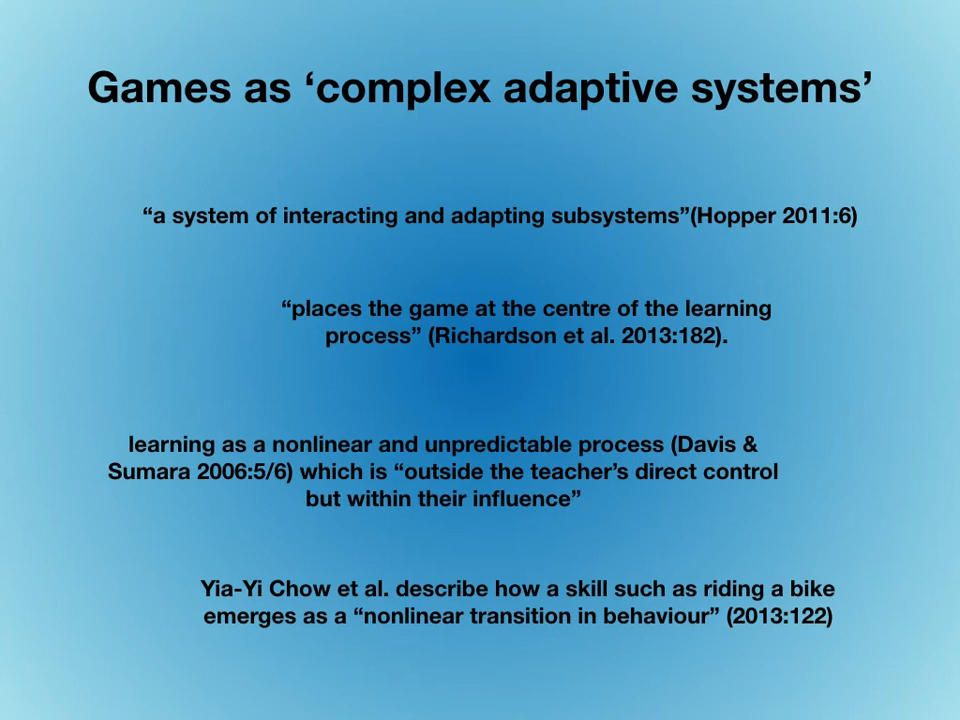 Games as ‘complex adaptive systems’
“a system of interacting and adapting subsystems”(Hopper 2011:6)
“places the game at the centre of the learning
process” (Richardson et al. 2013:182).
learning as a nonlinear and unpredictable process (Davis &
Sumara 2006:5/6) which is “outside the teacher’s direct control
but within their influence”
Yia-Yi Chow et al. describe how a skill such as riding a bike
emerges as a “nonlinear transition in behaviour” (2013:122)